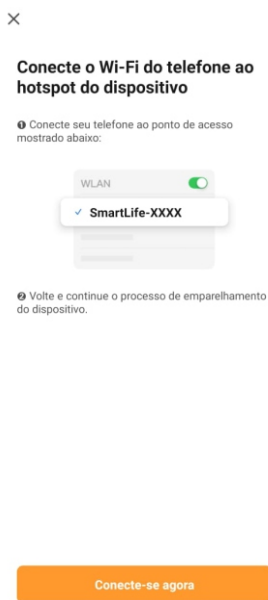 Conecte o Wi-Fi do telefone ao
hotspot do dispositivo
❶ Conecte seu telefone ao ponto de acesso
mostrado abaixo:
WLAN
SmartLife-XXXX
❷ Volte e continue o processo de emparelhamento
do dispositivo.
Conecte-se agora